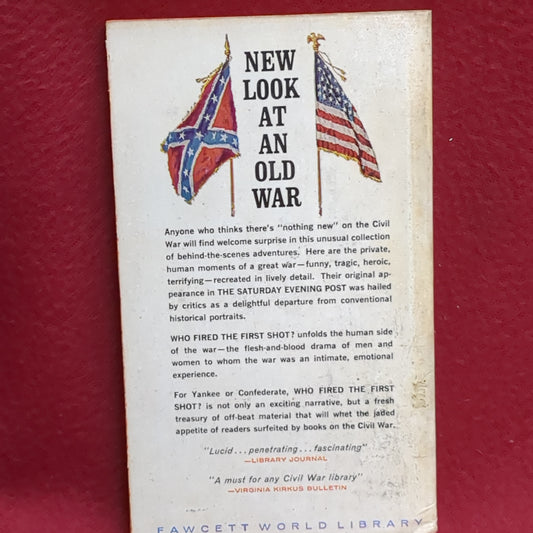 NEW
LOOK
AT
AN
OLD
WAR
Anyone who thinks there's "nothing new" on the Civil
War will find welcome surprise in this unusual collection
of behind-the-scenes adventures. Here are the private,
human moments of a great war—funny, tragic, heroic,
terrifying—recreated in lively detail. Their original ap-
pearance in THE SATURDAY EVENING POST was hailed
by critics as a delightful departure from conventional
historical portraits.
WHO FIRED THE FIRST SHOT? unfolds the human side
of the war—the flesh-and-blood drama of men and
women to whom the war was an intimate, emotional
experience.
For Yankee or Confederate, WHO FIRED THE FIRST
SHOT? is not only an exciting narrative, but a fresh
treasury of off-beat material that will whet the jaded
appetite of readers surfeited by books on the Civil War.
"Lucid...penetrating...fascinating"
—LIBRARY JOURNAL
"A must for any Civil War library"
—VIRGINIA KIRKUS BULLETIN
FAWCETT WORLD LIBRARY